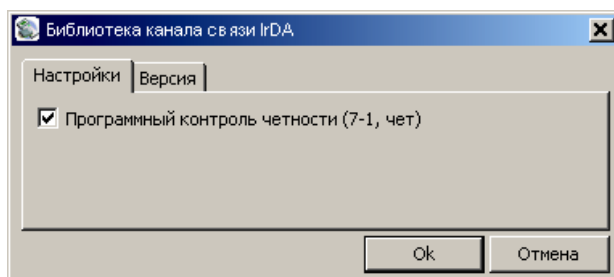 Библиотека канала связи IrDA
Настройки Версия
Программный контроль четности (7-1, чет)
Ok Отмена